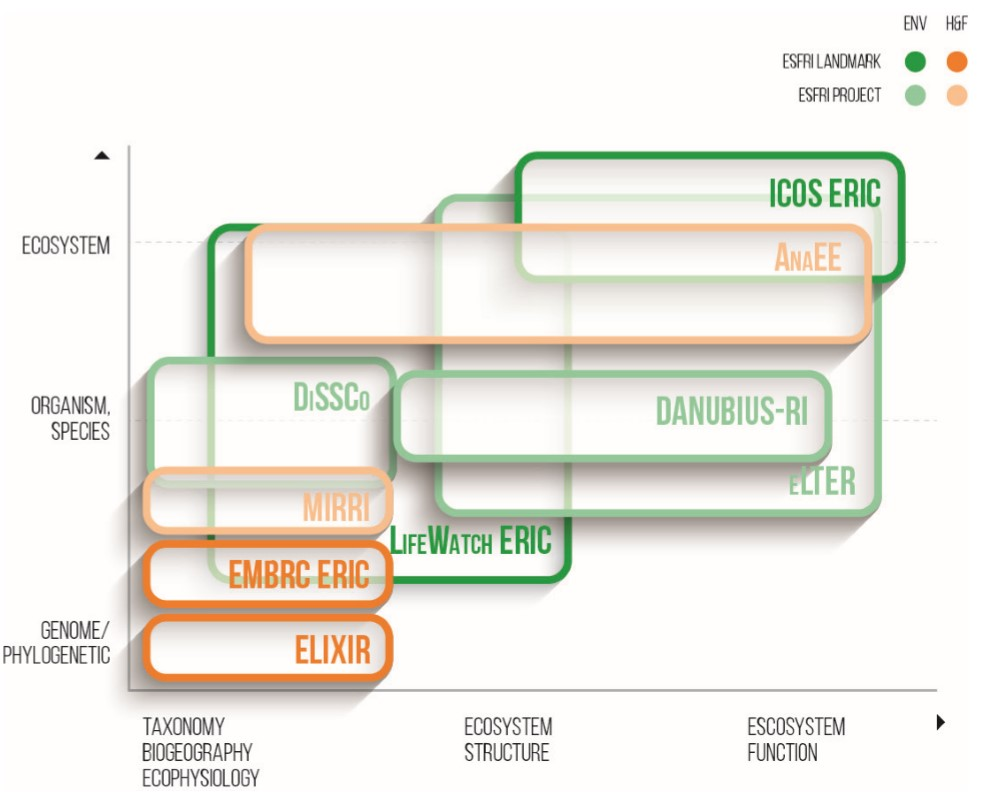 ENV H&F
ESFRI LANDMARK
ESFRI PROJECT
ICOS ERIC
ECOSYSTEM
ANAEE
DISSCO
ORGANISM,
SPECIES
DANUBIUS-RI
ELTER
MIRRI
LIFEWATCH ERIC
EMBRC ERIC
GENOME/
PHYLOGENETIC
ELIXIR
TAXONOMY
BIOGEOGRAPHY
ECOPHYSIOLOGY
ECOSYSTEM
STRUCTURE
ESCOSYSTEM
FUNCTION